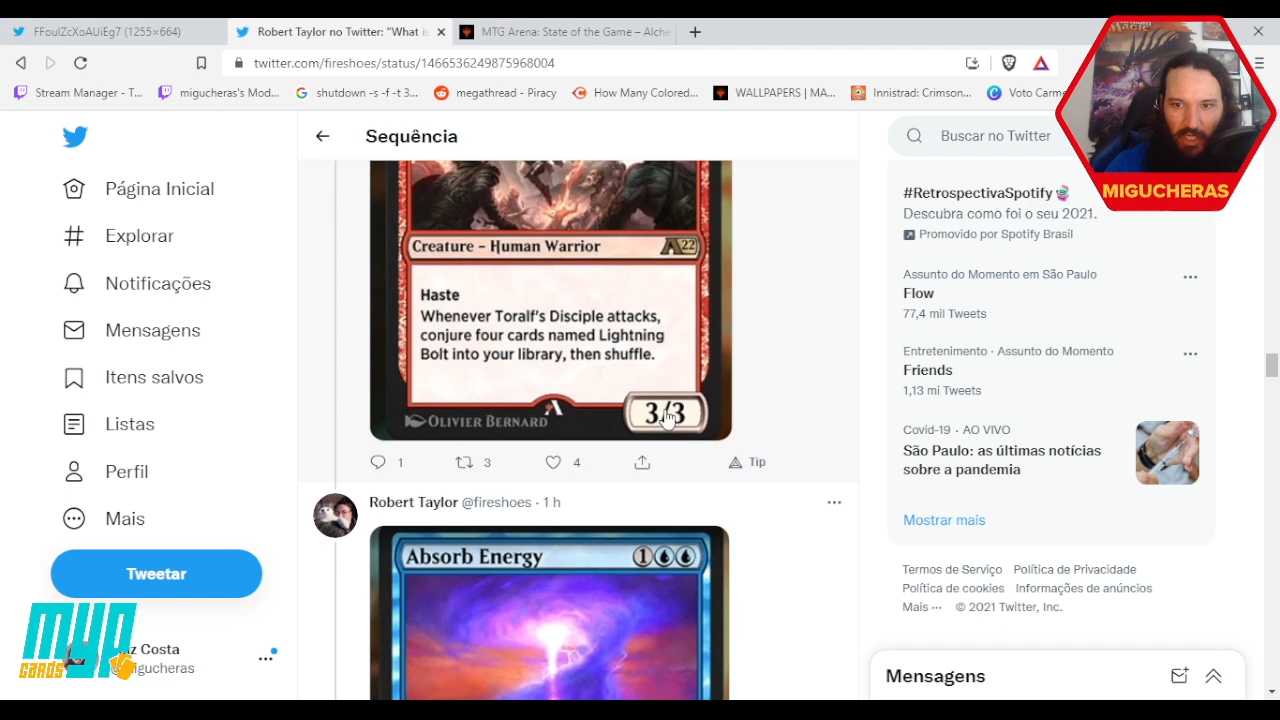 FFouIZcXoAUiEg7 (1255×664)
Robert Taylor no Twitter: "What is
MTG Arena: State of the Game – Alche
twitter.com/fireshoes/status/1466536249875968004
Stream Manager - T...
migucheras's Mod...
shutdown -s -f -t 3...
megathread - Piracy
How Many Colored...
WALLPAPERS | MA...
Innistrad: Crimson...
Voto Carme
MIGUCHERAS
Página Inicial
Explorar
Notificações
Mensagens
Itens salvos
Listas
Perfil
Mais
Tweetar
MYP
CARDS
iz Costa
migucheras
Sequência
Creature – Human Warrior
A22
Haste
Whenever Toralf's Disciple attacks,
conjure four cards named Lightning
Bolt into your library, then shuffle.
OLIVIER BERNARD
3/3
1
3
4
Tip
Robert Taylor @fireshoes · 1 h
Absorb Energy
1
Buscar no Twitter
#RetrospectivaSpotify
Descubra como foi o seu 2021.
Promovido por Spotify Brasil
Assunto do Momento em São Paulo
Flow
77,4 mil Tweets
Entretenimento · Assunto do Momento
Friends
1,13 mi Tweets
Covid-19 · AO VIVO
São Paulo: as últimas notícias
sobre a pandemia
Mostrar mais
Termos de Serviço Política de Privacidade
Política de cookies Informações de anúncios
Mais ··· © 2021 Twitter, Inc.
Mensagens